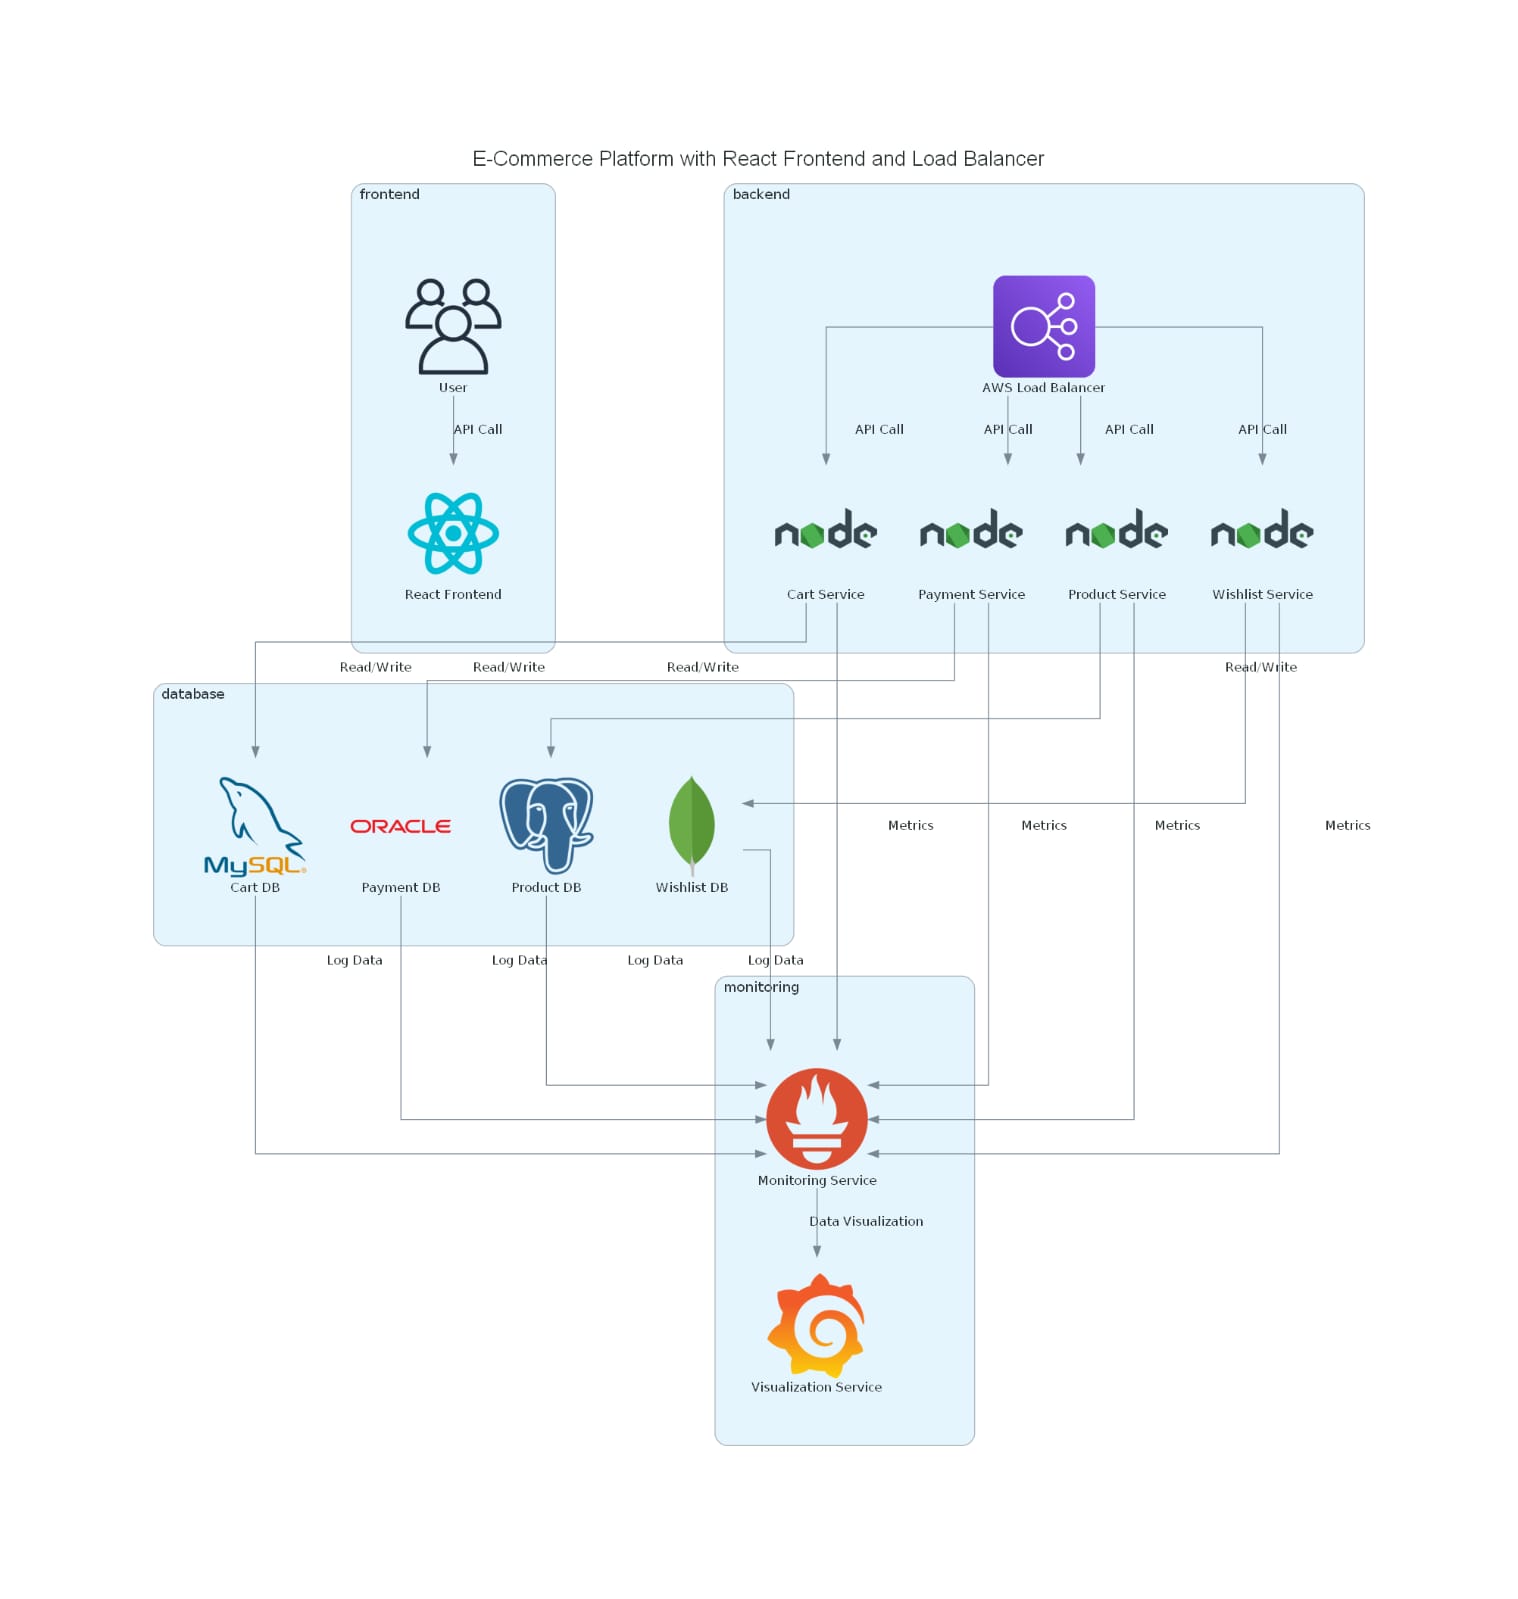 E-Commerce Platform with React Frontend and Load Balancer
frontend
backend
User
AWS Load Balancer
API Call
API Call
API Call
API Call
API Call
node
node
node
node
React Frontend
Cart Service
Payment Service
Product Service
Wishlist Service
Read/Write
Read/Write
Read/Write
Read/Write
database
ORACLE
MySQL®
Metrics
Metrics
Metrics
Metrics
Cart DB
Payment DB
Product DB
Wishlist DB
Log Data
Log Data
Log Data
Log Data
monitoring
Monitoring Service
Data Visualization
Visualization Service